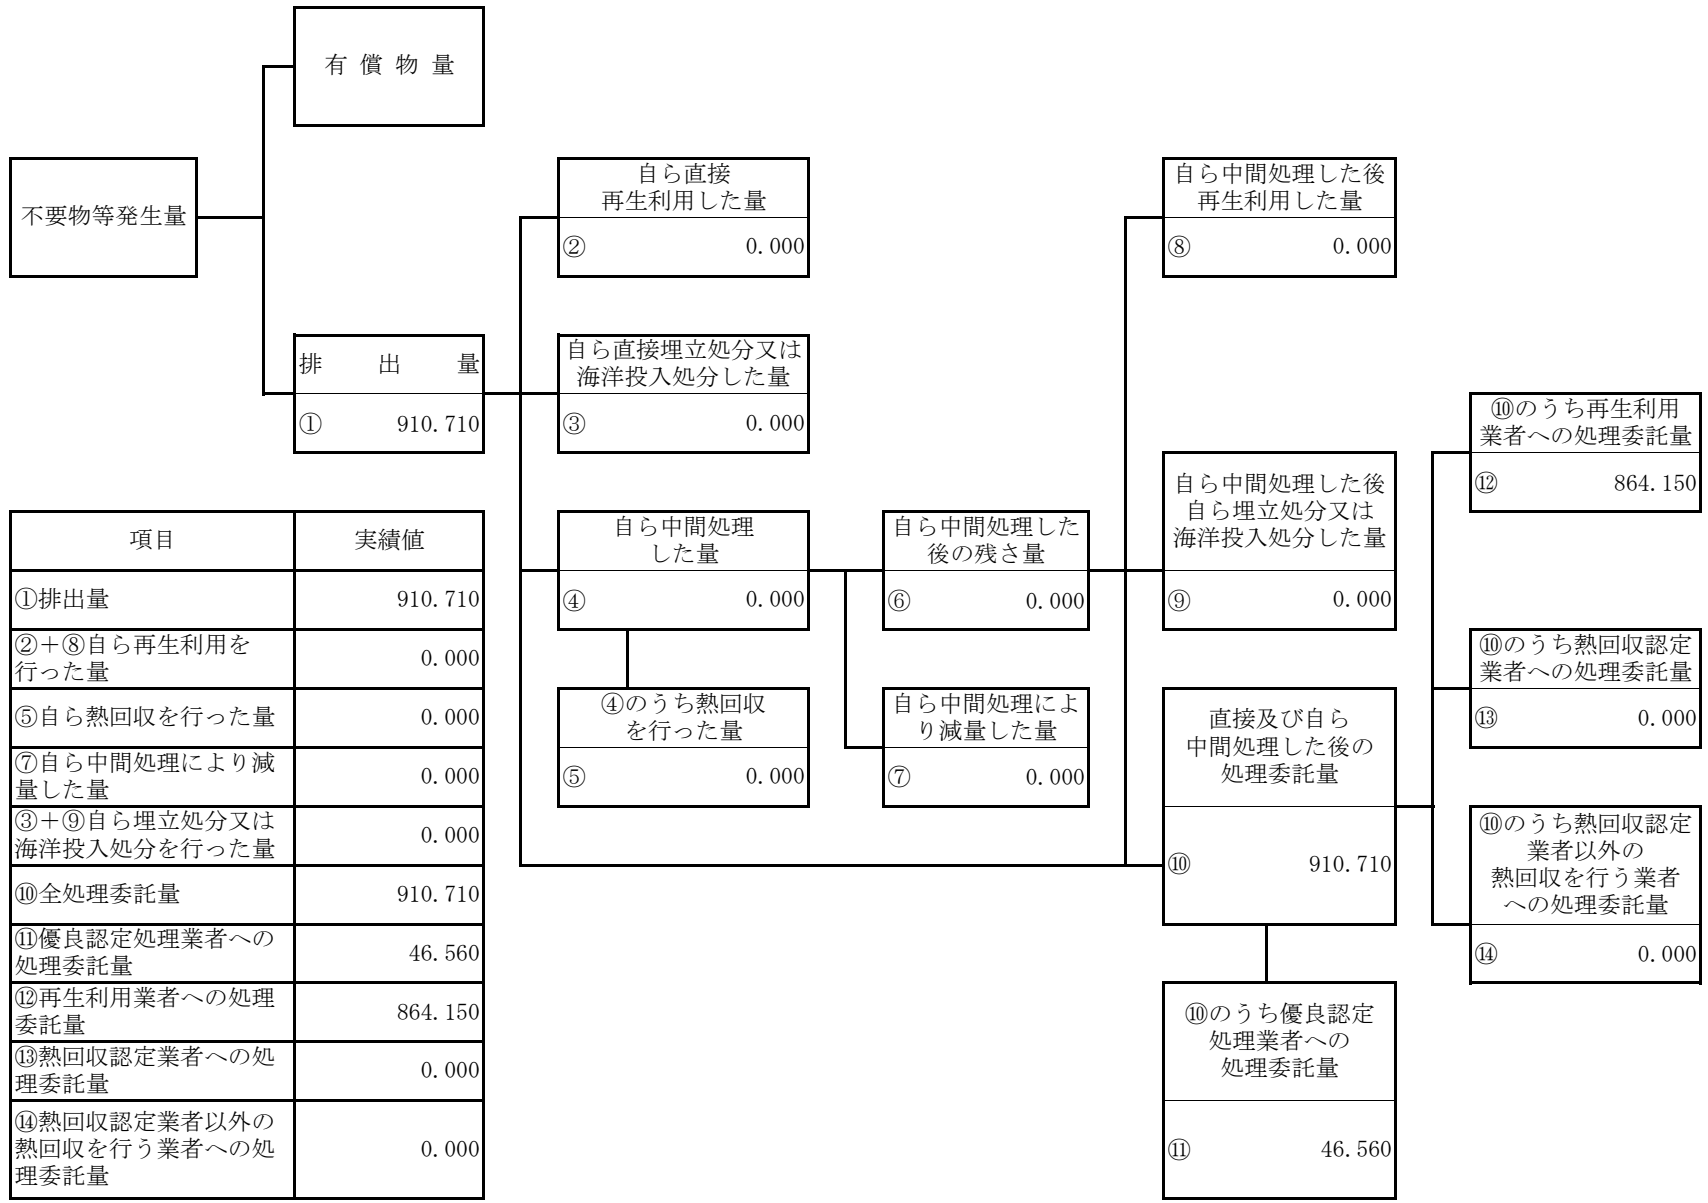 有償物量
不要物等発生量
自ら直接
再生利用した量
② 0.000
自ら中間処理した後
再生利用した量
⑧ 0.000
排出量
① 910.710
自ら直接埋立処分又は
海洋投入処分した量
③ 0.000
⑩のうち再生利用
業者への処理委託量
⑫ 864.150
自ら中間処理した後
自ら埋立処分又は
海洋投入処分した量
⑨ 0.000
自ら中間処理
した量
④ 0.000
自ら中間処理した
後の残さ量
⑥ 0.000
⑩のうち熱回収認定
業者への処理委託量
⑬ 0.000
④のうち熱回収
を行った量
⑤ 0.000
自ら中間処理によ
り減量した量
⑦ 0.000
直接及び自ら
中間処理した後の
処理委託量
⑩ 910.710
⑩のうち熱回収認定
業者以外の
熱回収を行う業者
への処理委託量
⑭ 0.000
⑩のうち優良認定
処理業者への
処理委託量
⑪ 46.560
項目 実績値
①排出量 910.710
②+⑧自ら再生利用を
行った量 0.000
⑤自ら熱回収を行った量 0.000
⑦自ら中間処理により減
量した量 0.000
③+⑨自ら埋立処分又は
海洋投入処分を行った量 0.000
⑩全処理委託量 910.710
⑪優良認定処理業者への
処理委託量 46.560
⑫再生利用業者への処理
委託量 864.150
⑬熱回収認定業者への処
理委託量 0.000
⑭熱回収認定業者以外の
熱回収を行う業者への処
理委託量 0.000